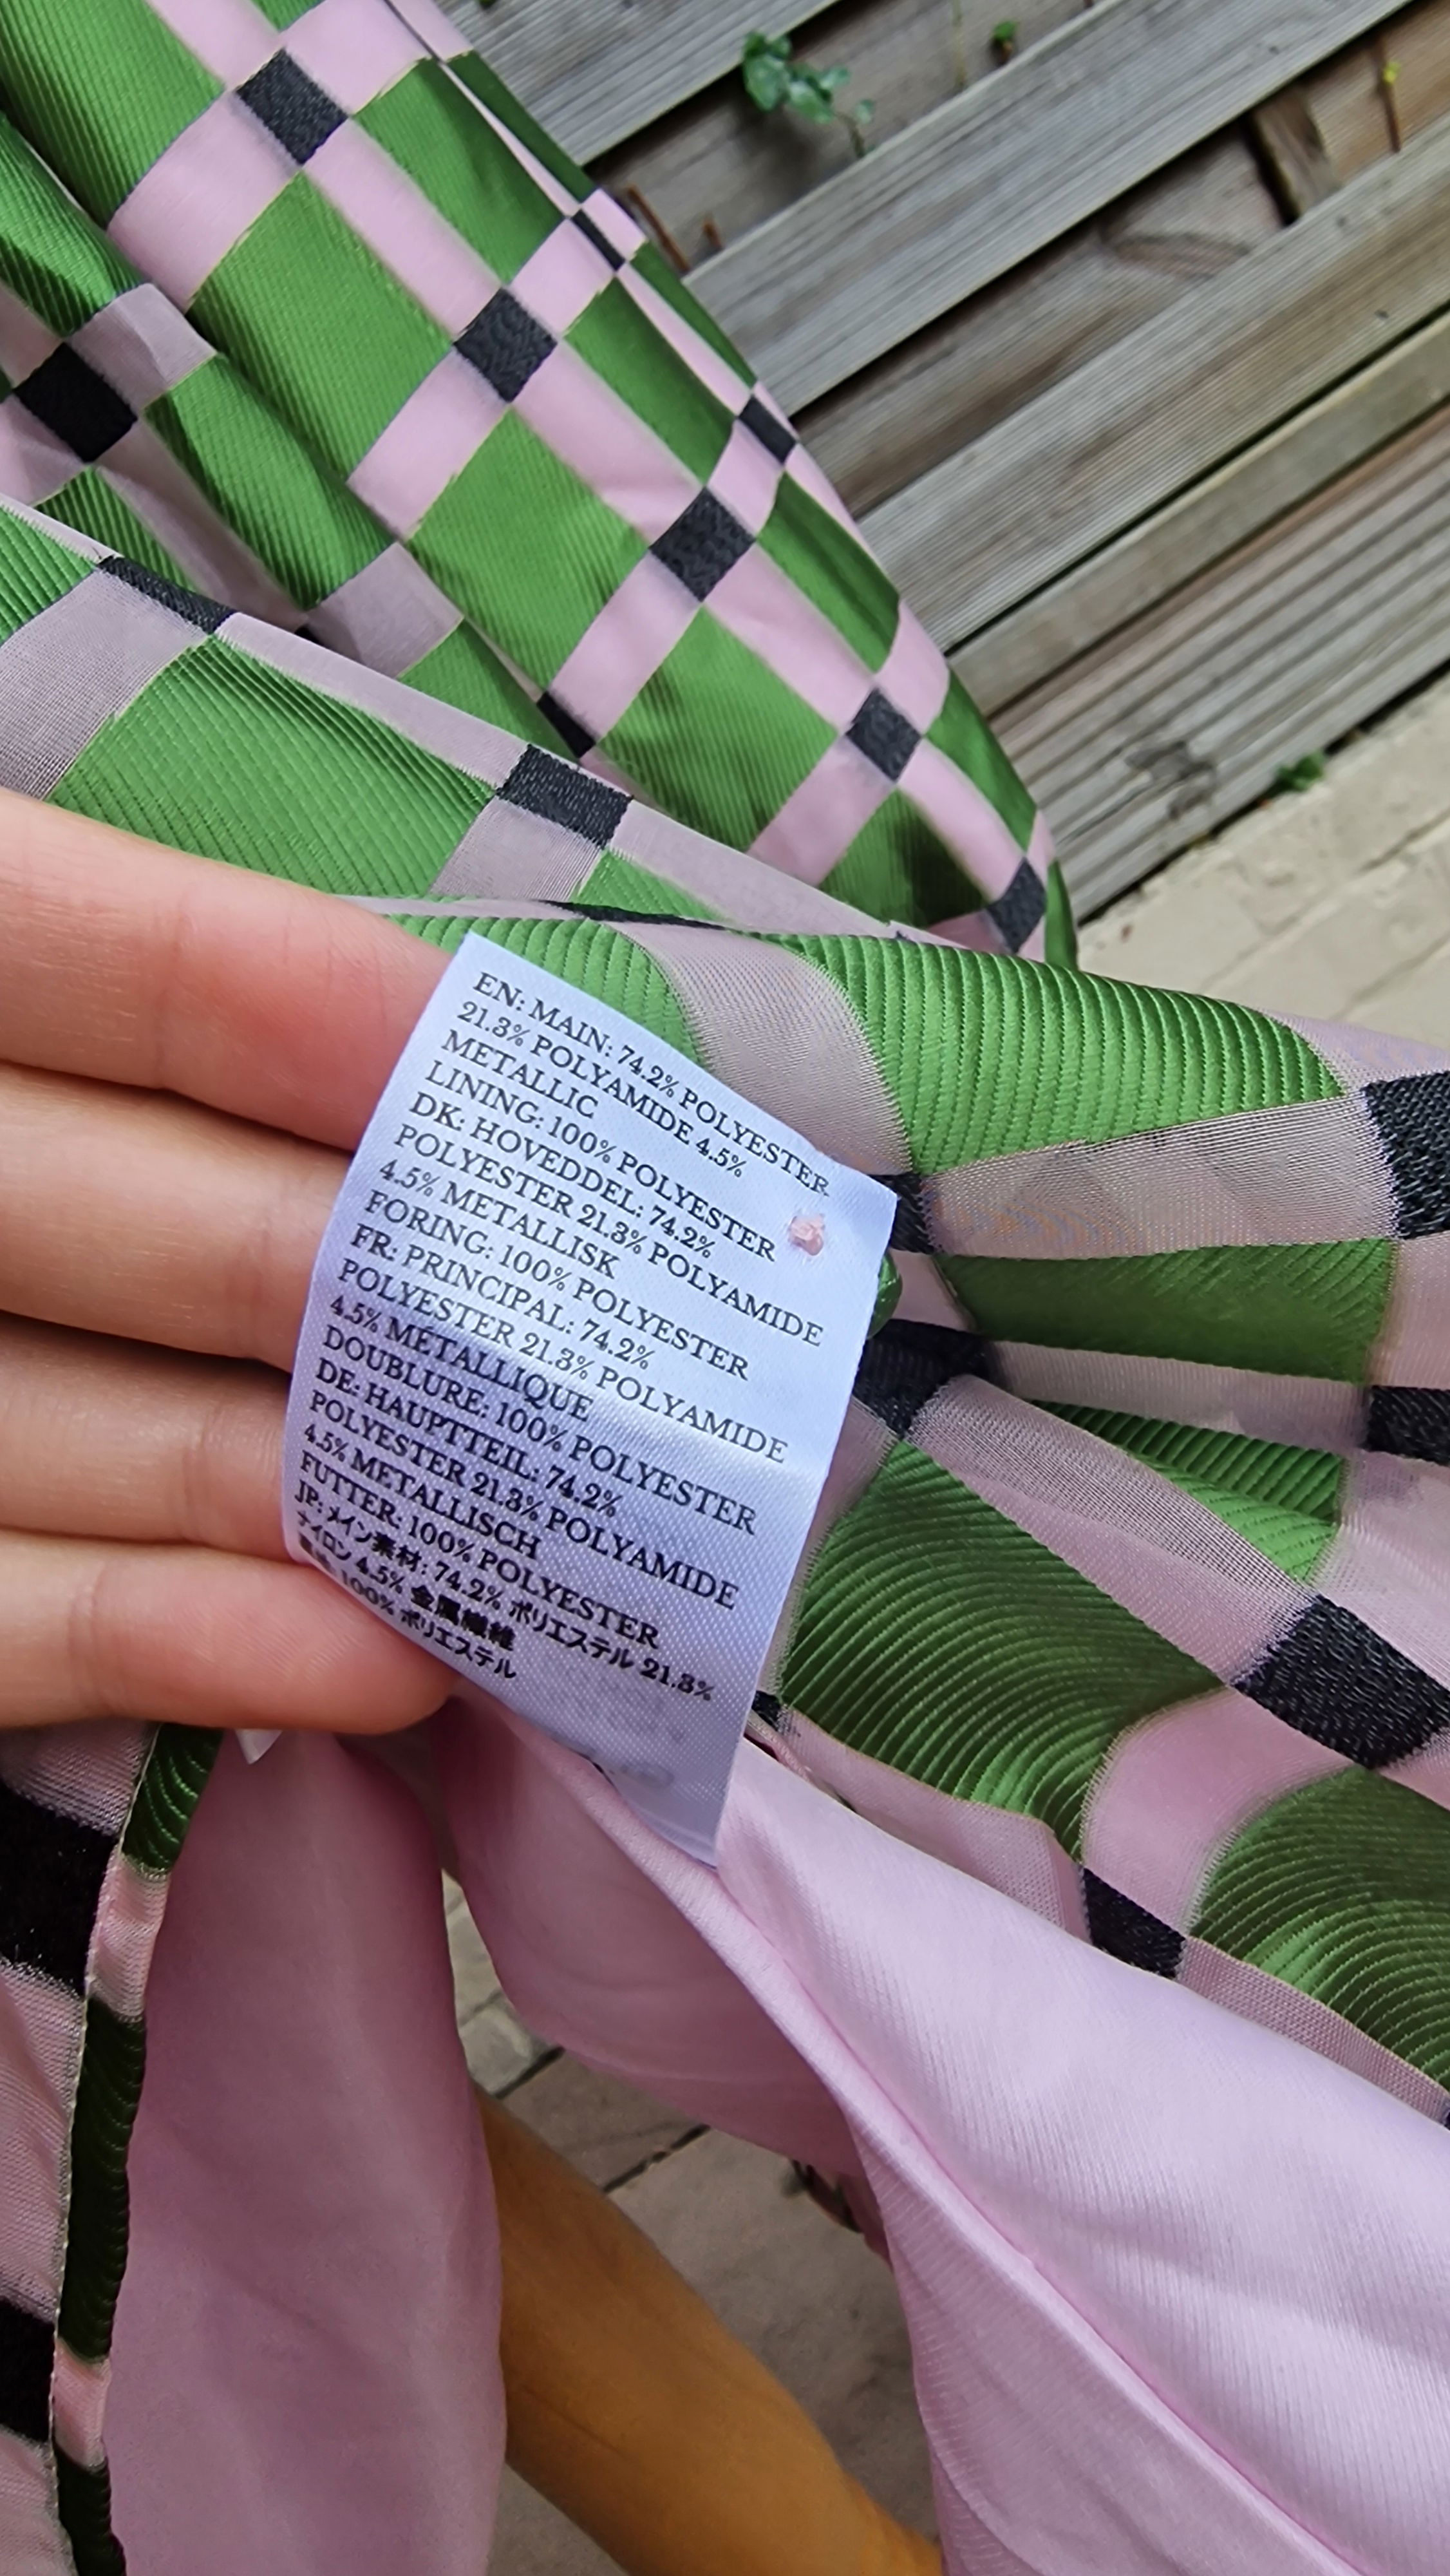 EN: MAIN: 74.2% POLYESTER
21.3% POLYAMIDE 4.5%
METALLIC
LINING: 100% POLYESTER
DK: HOVEDDEL: 74.2%
POLYESTER 21.3% POLYAMIDE
4.5% METALLISK
FORING: 100% POLYESTER
FR: PRINCIPAL: 74.2%
POLYESTER 21.3% POLYAMIDE
4.5% METALLIQUE
DOUBLURE: 100% POLYESTER
DE: HAUPTTEIL: 74.2%
POLYESTER 21.3% POLYAMIDE
4.5% METALLISCH
FUTTER: 100% POLYESTER
JP: メイン素材: 74.2% ポリエステル 21.3%
ナイロン 4.5% 金属繊維
100% ポリエステル